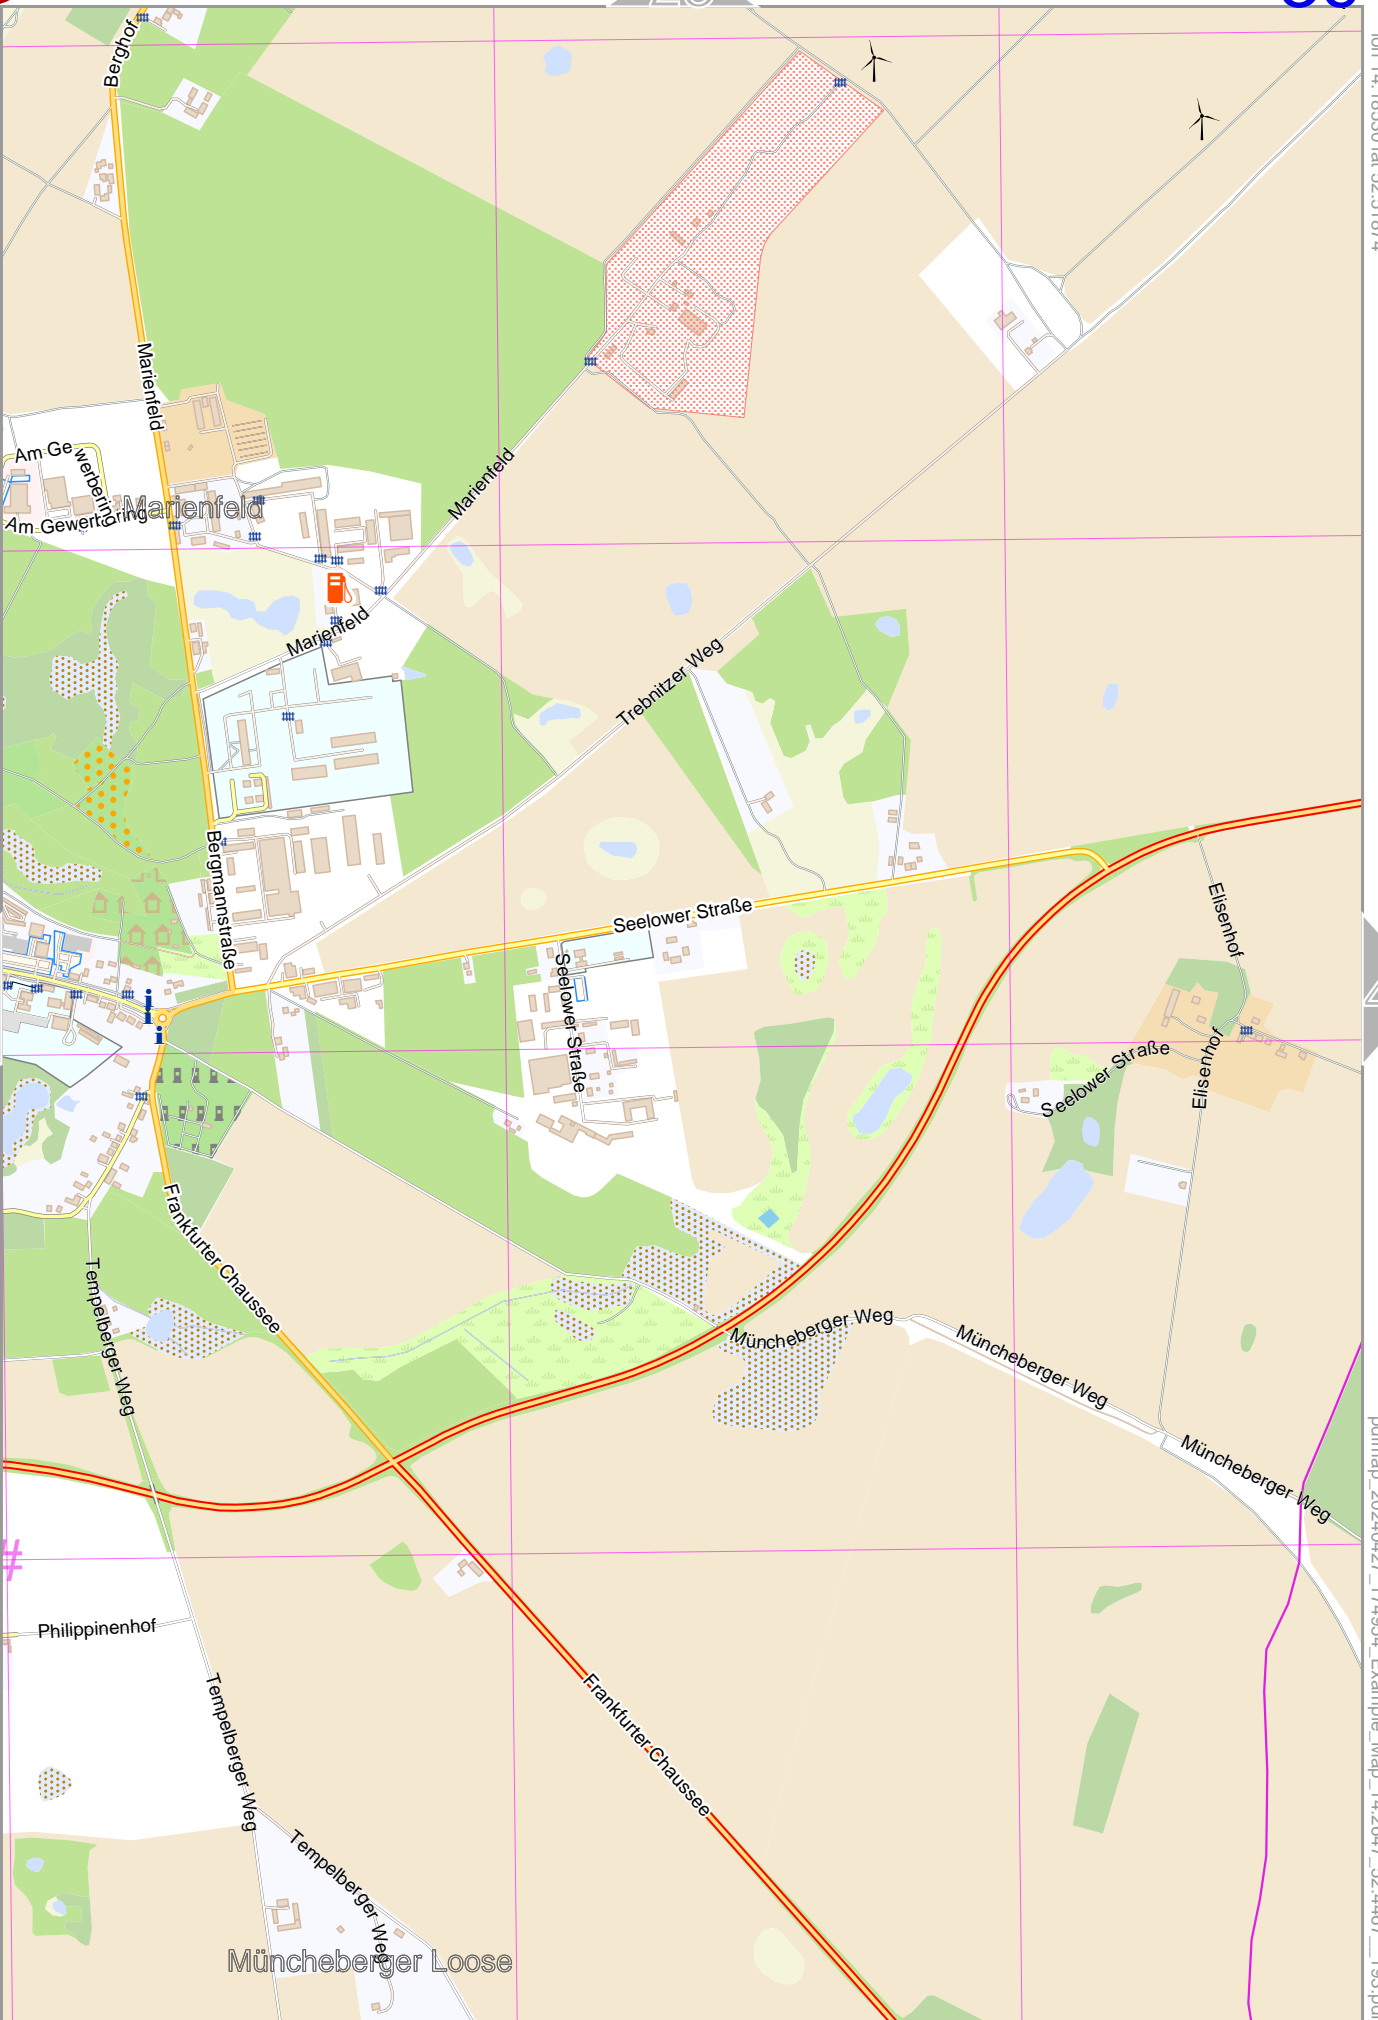 Berghof
Marienfeld
Am Ge
werbering
Marienfeld
Am Gewerbering
Marienfeld
Marienfeld
Trebnitzer Weg
Bergmannstraße
Seelower Straße
Seelower Straße
Elisenhof
Seelower Straße
Elisenhof
Frankfurter Chaussee
Tempelberger Weg
Müncheberger Weg
Müncheberger Weg
Müncheberger Weg
#
Philippinenhof
Tempelberger Weg
Frankfurter Chaussee
Tempelberger Weg
Müncheberger Loose